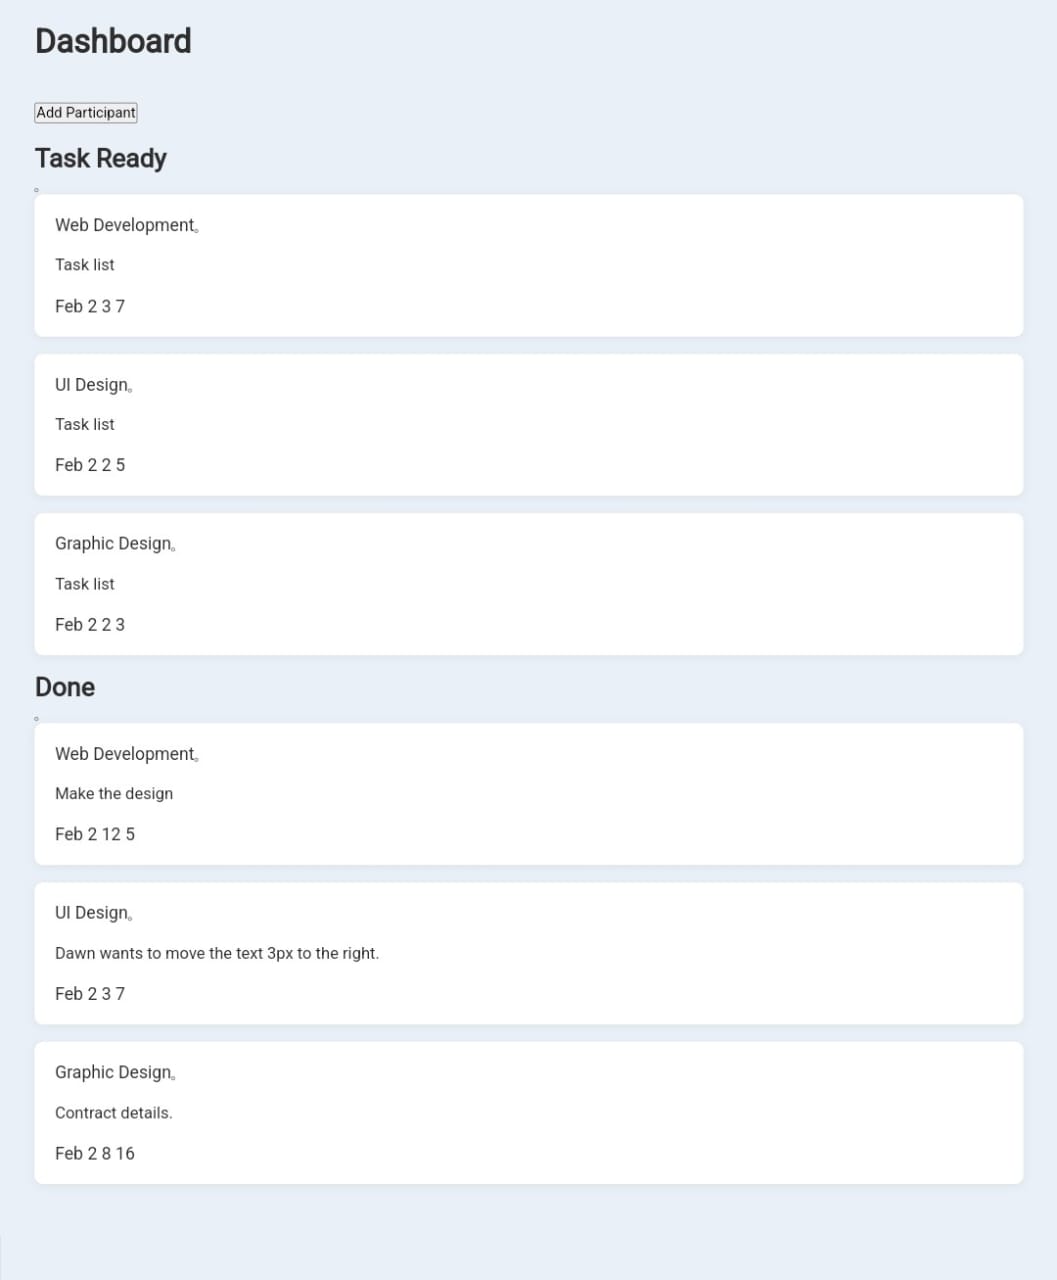 Dashboard
Add Participant
Task Ready
。
Web Development。
Task list
Feb 2 3 7
UI Design。
Task list
Feb 2 2 5
Graphic Design。
Task list
Feb 2 2 3
Done
。
Web Development。
Make the design
Feb 2 12 5
UI Design。
Dawn wants to move the text 3px to the right.
Feb 2 3 7
Graphic Design。
Contract details.
Feb 2 8 16